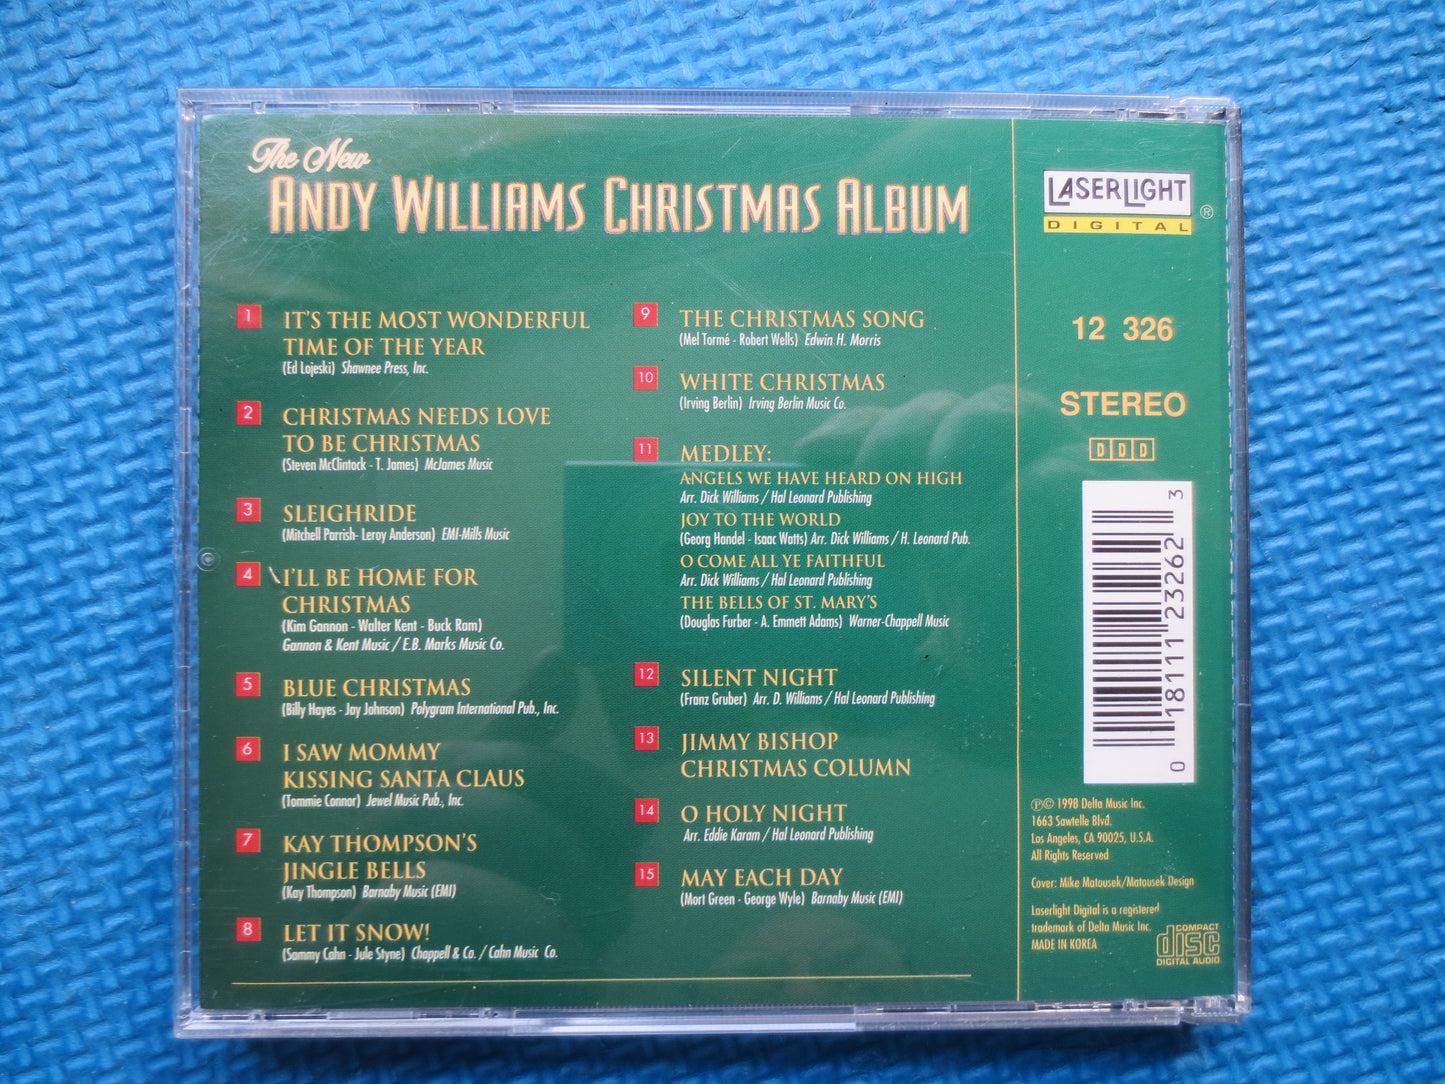 The New
ANDY WILLIAMS CHRISTMAS ALBUM
1 IT'S THE MOST WONDERFUL
TIME OF THE YEAR
(Ed Lojeski) Shawnee Press, Inc.
2 CHRISTMAS NEEDS LOVE
TO BE CHRISTMAS
(Steven McClintock - T. James) McJames Music
3 SLEIGHRIDE
(Mitchell Parrish- Leroy Anderson) EMI-Mills Music
4 I'LL BE HOME FOR
CHRISTMAS
(Kim Gannon - Walter Kent - Buck Ram)
Gannon & Kent Music / E.B. Marks Music Co.
5 BLUE CHRISTMAS
(Billy Hayes - Jay Johnson) Polygram International Pub., Inc.
6 I SAW MOMMY
KISSING SANTA CLAUS
(Tommie Connor) Jewel Music Pub., Inc.
7 KAY THOMPSON'S
JINGLE BELLS
(Kay Thompson) Barnaby Music (EMI)
8 LET IT SNOW!
(Sammy Cahn - Jule Styne) Chappell & Co. / Cahn Music Co.
9 THE CHRISTMAS SONG
(Mel Tormé - Robert Wells) Edwin H. Morris
10 WHITE CHRISTMAS
(Irving Berlin) Irving Berlin Music Co.
11 MEDLEY:
ANGELS WE HAVE HEARD ON HIGH
Arr. Dick Williams / Hal Leonard Publishing
JOY TO THE WORLD
(Georg Handel - Isaac Watts) Arr. Dick Williams / H. Leonard Pub.
O COME ALL YE FAITHFUL
Arr. Dick Williams / Hal Leonard Publishing
THE BELLS OF ST. MARY'S
(Douglas Furber - A. Emmett Adams) Warner-Chappell Music
12 SILENT NIGHT
(Franz Gruber) Arr. D. Williams / Hal Leonard Publishing
13 JIMMY BISHOP
CHRISTMAS COLUMN
14 O HOLY NIGHT
Arr. Eddie Karam / Hal Leonard Publishing
15 MAY EACH DAY
(Mort Green - George Wyle) Barnaby Music (EMI)
LASERLIGHT
DIGITAL ®
12 326
STEREO
DDD
0 18111 23262 3
℗© 1998 Delta Music Inc.
1663 Sawtelle Blvd.
Los Angeles, CA 90025, U.S.A.
All Rights Reserved
Cover: Mike Matousek/Matousek Design
Laserlight Digital is a registered
trademark of Delta Music Inc.
MADE IN KOREA
COMPACT
disc
DIGITAL AUDIO